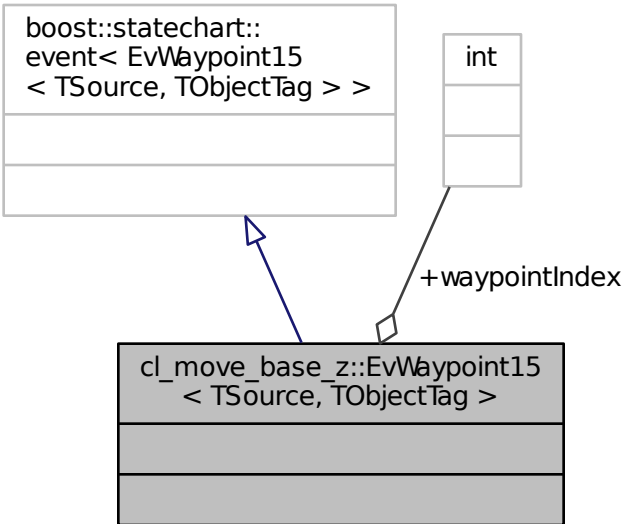 boost::statechart::
event< EvWaypoint15
< TSource, TObjectTag > >
int
+waypointIndex
cl_move_base_z::EvWaypoint15
< TSource, TObjectTag >